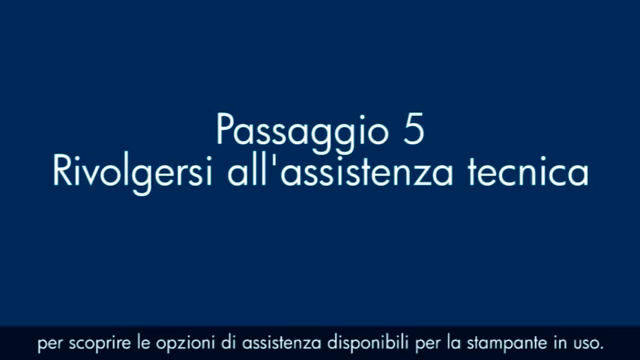 Passaggio 5
Rivolgersi all'assistenza tecnica
per scoprire le opzioni di assistenza disponibili per la stampante in uso.